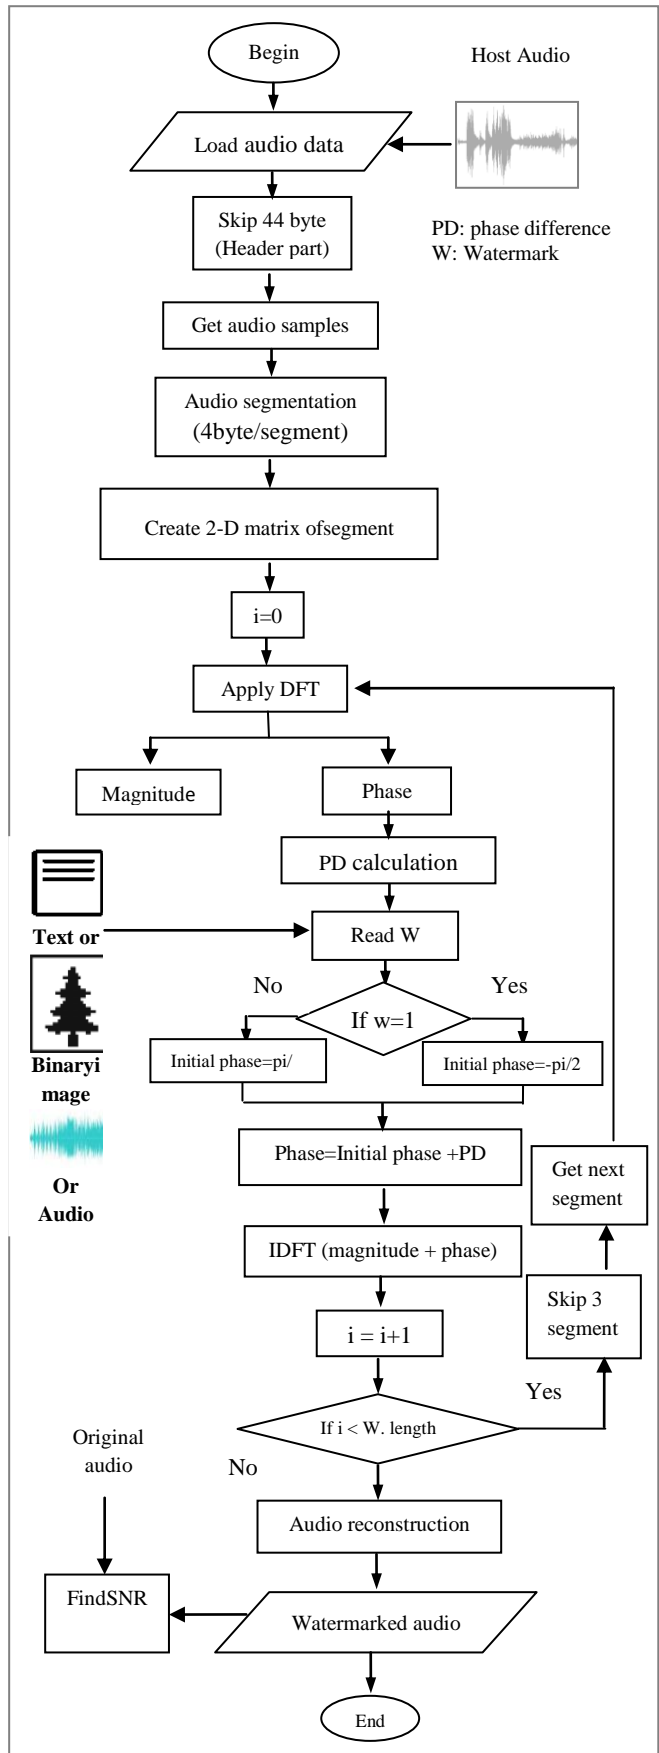 Begin
Host Audio
Load audio data
Skip 44 byte
(Header part)
PD: phase difference
W: Watermark
Get audio samples
Audio segmentation
(4byte/segment)
Create 2-D matrix ofsegment
i=0
Apply DFT
Magnitude
Phase
PD calculation
Text or
Read W
No
Yes
If w=1
Binaryi
mage
Initial phase=pi/
Initial phase=-pi/2
Phase=Initial phase +PD
Or
Audio
Get next
segment
IDFT (magnitude + phase)
Skip 3
segment
i = i+1
Yes
If i < W. length
No
Original
audio
Audio reconstruction
FindSNR
Watermarked audio
End